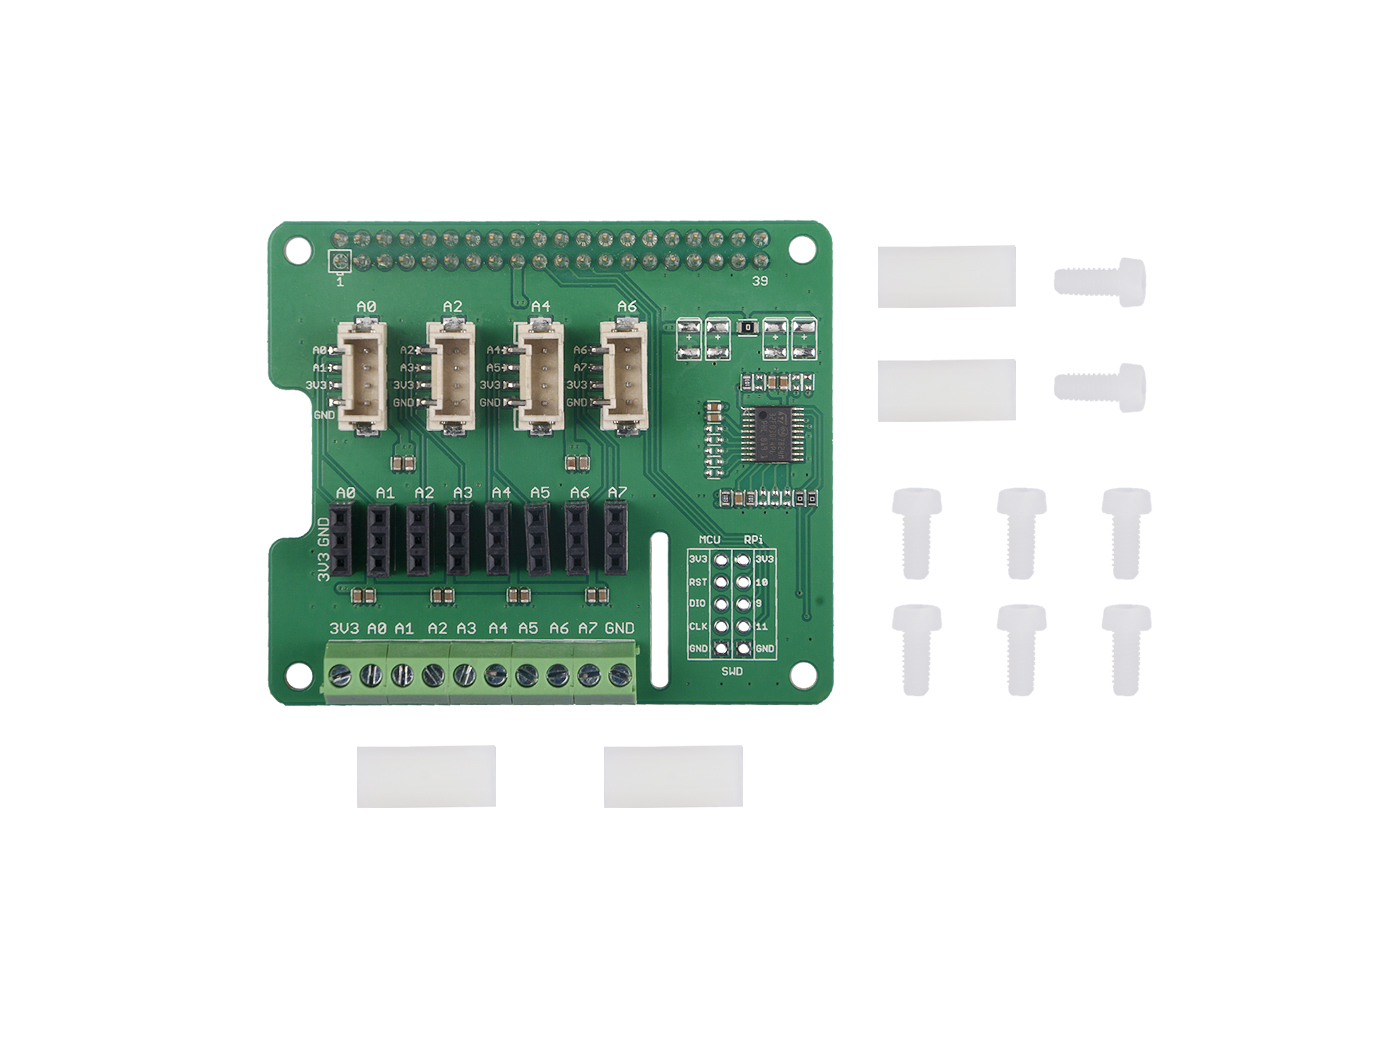 1
39
A0 A2 A4 A6
A0 A2 A4 A6
A1 A3 A5 A7
3V3 3V3 3V3 3V3
GND GND GND GND
A0 A1 A2 A3 A4 A5 A6 A7
GND
3V3
MCU RPi
3V3 3V3
RST 10
DIO 9
CLK 11
GND GND
SWD
3V3 A0 A1 A2 A3 A4 A5 A6 A7 GND